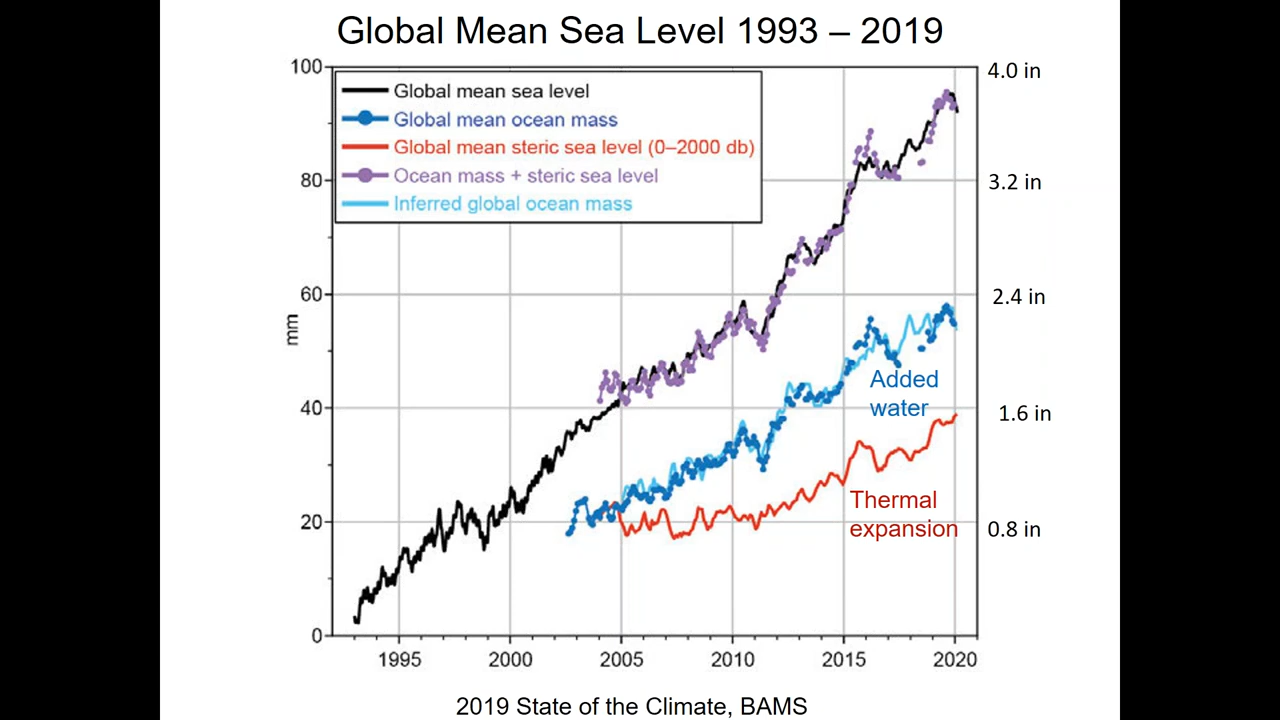 Global Mean Sea Level 1993 – 2019
100
4.0 in
Global mean sea level
Global mean ocean mass
Global mean steric sea level (0–2000 db)
Ocean mass + steric sea level
Inferred global ocean mass
80
3.2 in
60
2.4 in
mm
Added
water
40
1.6 in
Thermal
expansion
20
0.8 in
0
1995 2000 2005 2010 2015 2020
2019 State of the Climate, BAMS